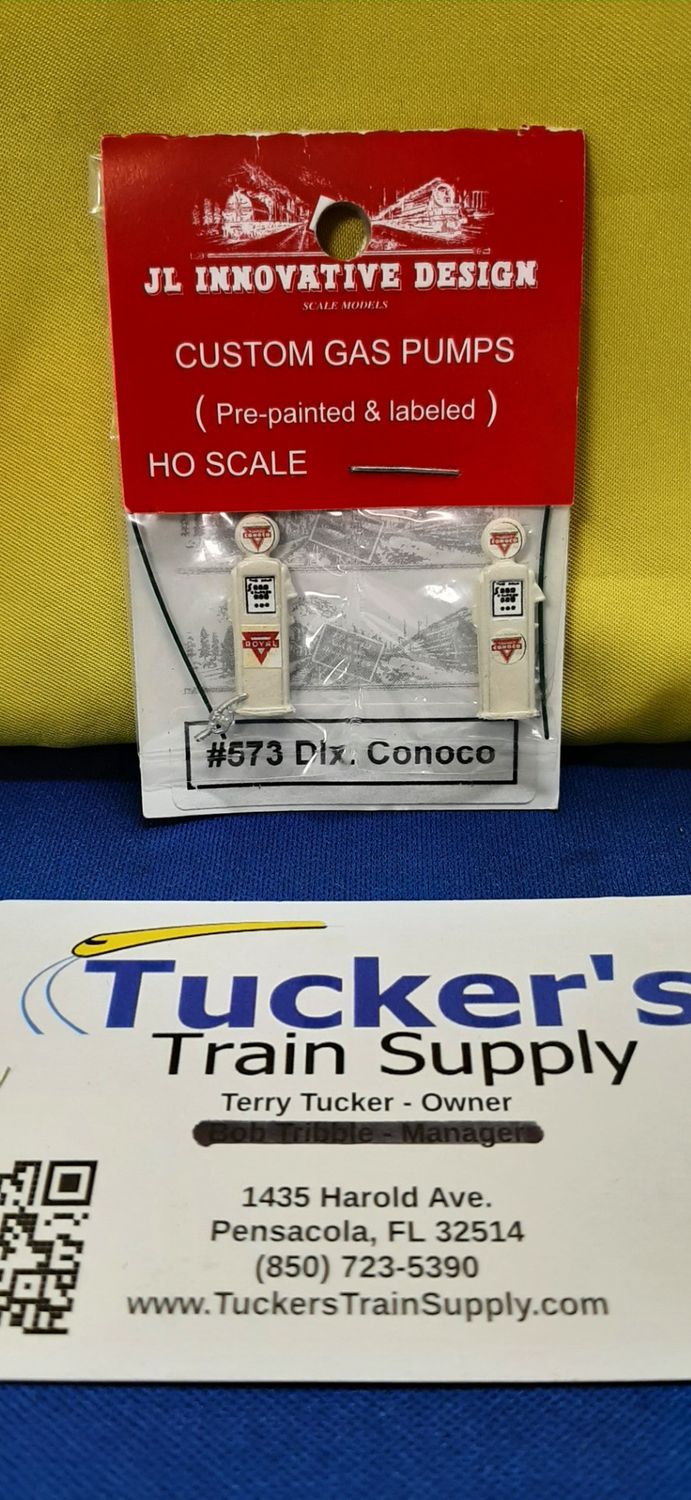 JL INNOVATIVE DESIGN
SCALE MODELS
CUSTOM GAS PUMPS
( Pre-painted & labeled )
HO SCALE
CONOCO
CONOCO
ROYAL
CONOCO
#573 Dlx. Conoco
Tucker's
Train Supply
Terry Tucker - Owner
Bob Tribble - Manager
1435 Harold Ave.
Pensacola, FL 32514
(850) 723-5390
www.TuckersTrainSupply.com